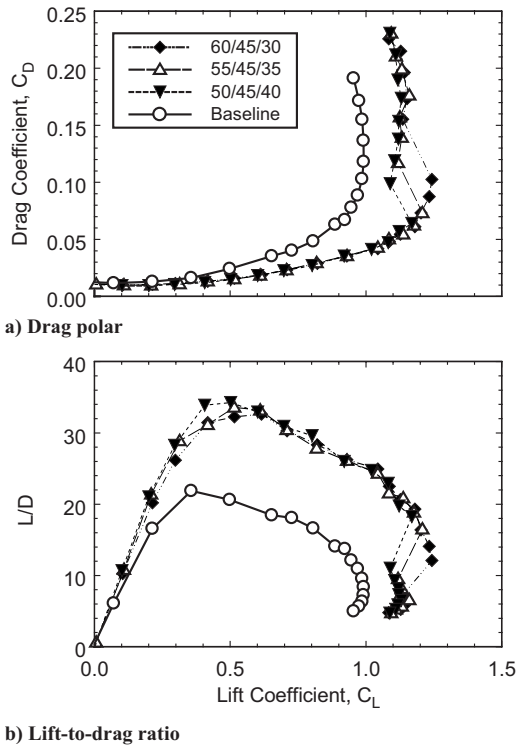 0.25
0.20
0.15
0.10
0.05
0.00
Drag Coefficient, C_D
60/45/30
55/45/35
50/45/40
Baseline
a) Drag polar
40
30
20
10
0
L/D
0.0 0.5 1.0 1.5
Lift Coefficient, C_L
b) Lift-to-drag ratio